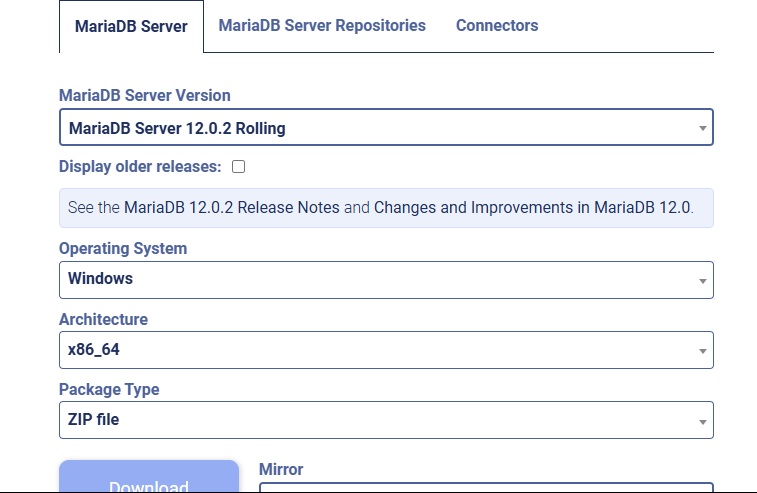 MariaDB Server MariaDB Server Repositories Connectors
MariaDB Server Version
MariaDB Server 12.0.2 Rolling
Display older releases:
See the MariaDB 12.0.2 Release Notes and Changes and Improvements in MariaDB 12.0.
Operating System
Windows
Architecture
x86_64
Package Type
ZIP file
Download
Mirror